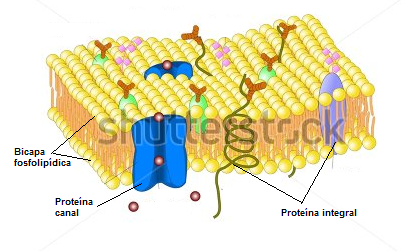 shutterstock
Bicapa
fosfolipídica
Proteína
canal
Proteína integral